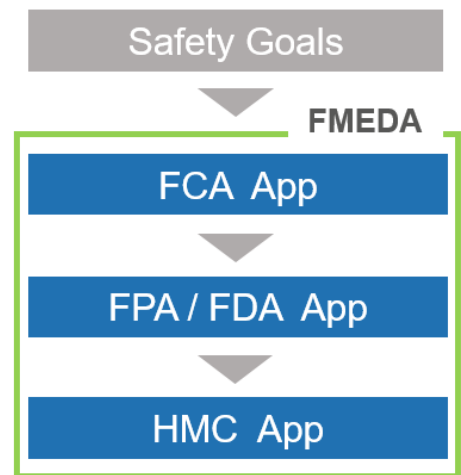 Safety Goals
FMEDA
FCA App
FPA / FDA App
HMC App